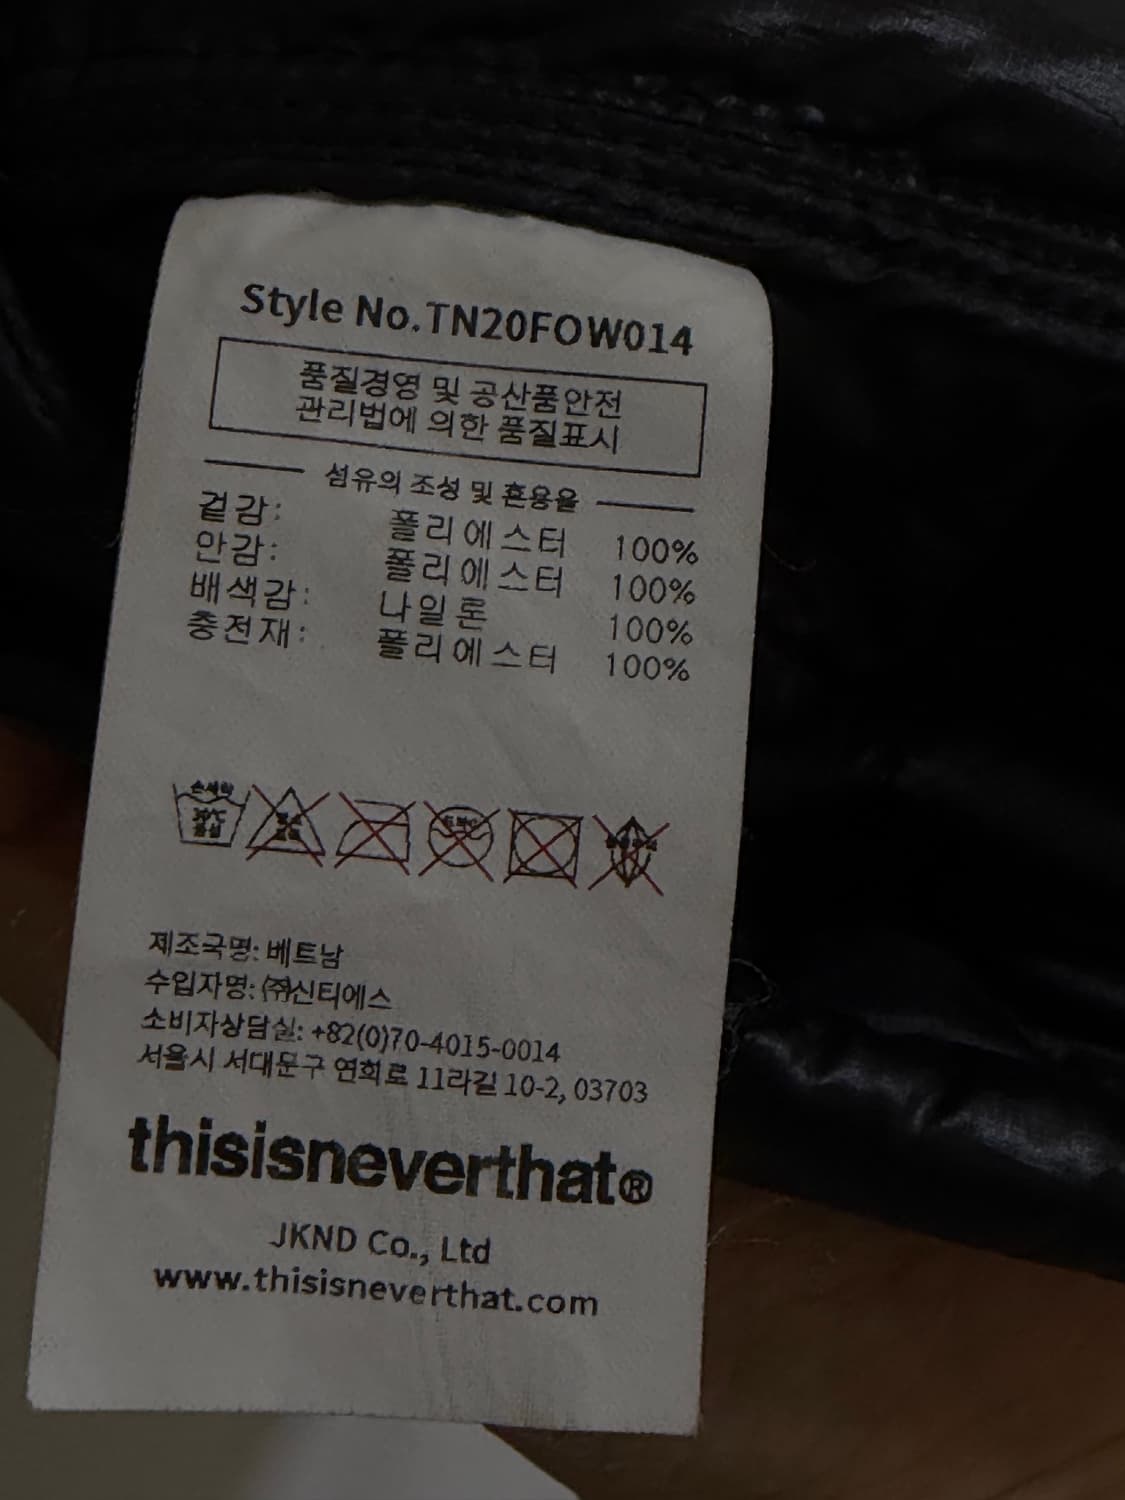 Style No.TN20FOW014
품질경영 및 공산품안전
관리법에 의한 품질표시
섬유의 조성 및 혼용율
겉감: 폴리에스터 100%
안감: 폴리에스터 100%
배색감: 나일론 100%
충전재: 폴리에스터 100%
손세탁
30℃
중성
제조국명: 베트남
수입자명: ㈜신티에스
소비자상담실: +82(0)70-4015-0014
서울시 서대문구 연희로 11라길 10-2, 03703
thisisneverthat®
JKND Co., Ltd
www.thisisneverthat.com